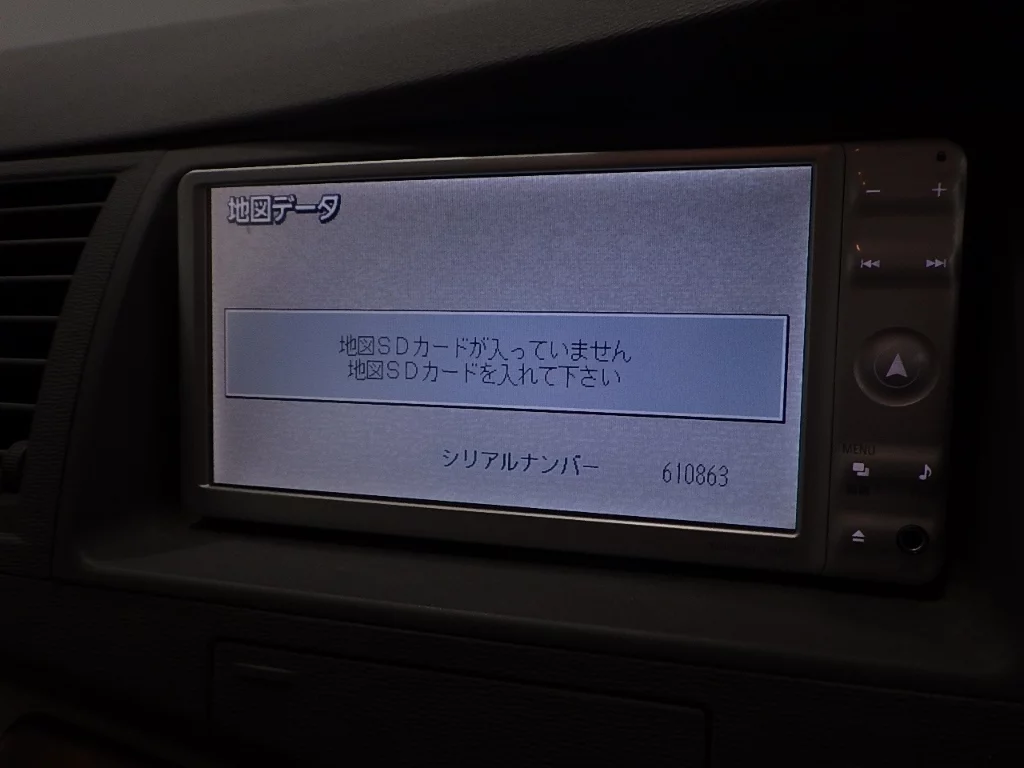 地図データ
地図SDカードが入っていません
地図SDカードを入れて下さい
シリアルナンバー 610863
MENU